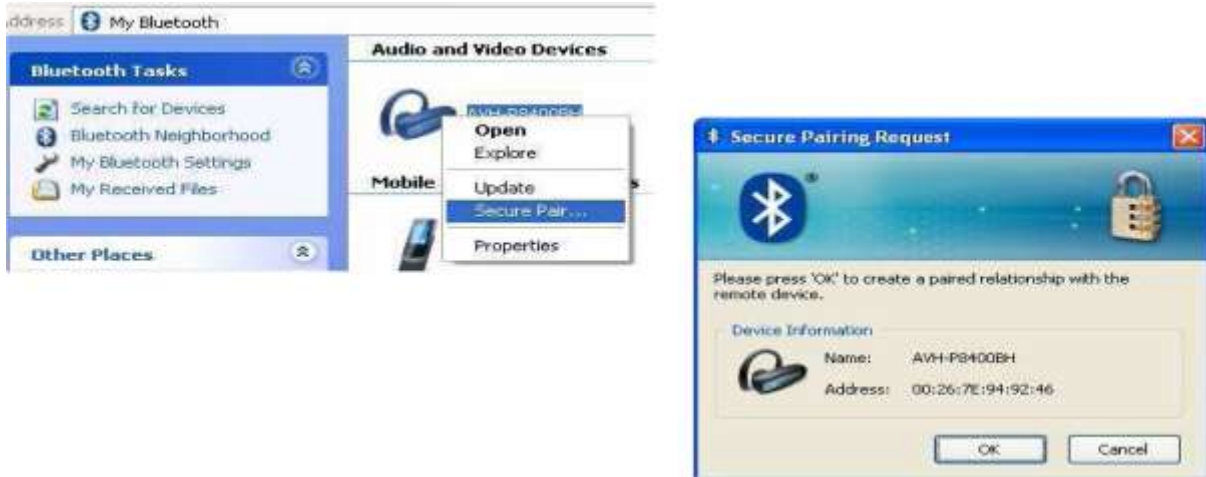 ddress My Bluetooth
Bluetooth Tasks
Search for Devices
Bluetooth Neighborhood
My Bluetooth Settings
My Received Files
Other Places
Audio and Video Devices
AVH-P8400BH
Open
Explore
Update
Secure Pair...
Properties
Mobile
s
Secure Pairing Request
Please press 'OK' to create a paired relationship with the
remote device.
Device Information
Name: AVH-P8400BH
Address: 00:26:7E:94:92:46
OK Cancel